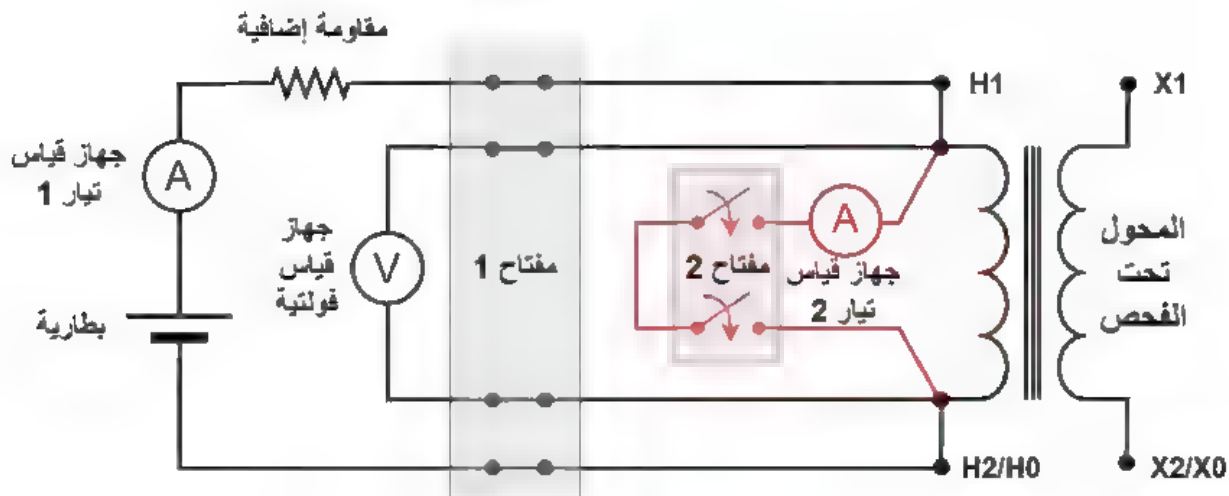 مقاومة إضافية
H1
X1
جهاز قياس
تيار 1
A
جهاز
قياس
فولتية
V
مفتاح 1
مفتاح 2
A
جهاز قياس
تيار 2
المحول
تحت
الفحص
بطارية
H2/H0
X2/X0